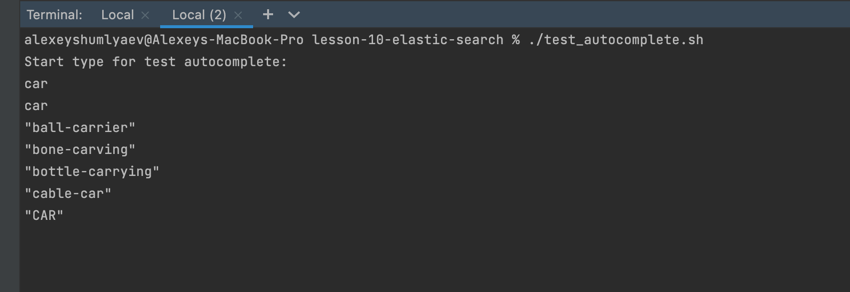 Terminal: Local × Local (2) × + ∨
alexeyshumlyaev@Alexeys-MacBook-Pro lesson-10-elastic-search % ./test_autocomplete.sh
Start type for test autocomplete:
car
car
"ball-carrier"
"bone-carving"
"bottle-carrying"
"cable-car"
"CAR"